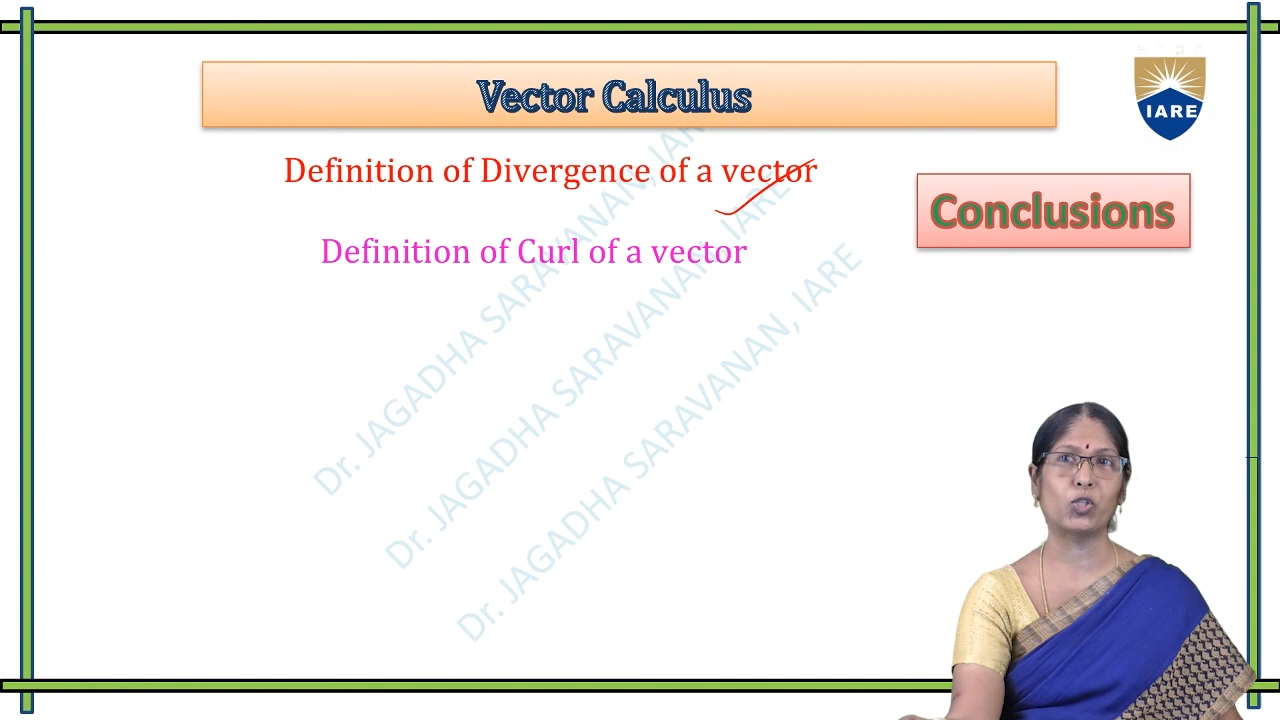 Vector Calculus
IARE
Definition of Divergence of a vector
Conclusions
Definition of Curl of a vector
Dr. JAGADHA SARAVANAN, IARE
Dr. JAGADHA SARAVANAN, IARE
Dr. JAGADHA SARAVANAN, IARE